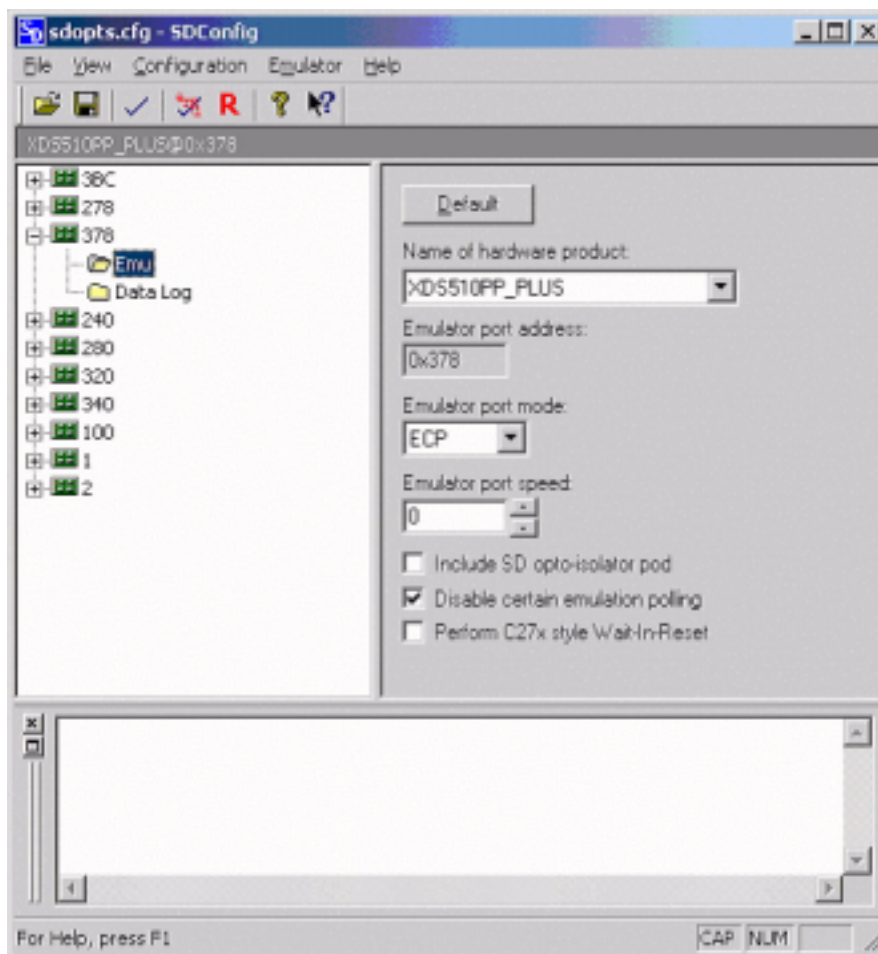 sdopts.cfg - SDConfig
File View Configuration Emulator Help
R
XDS510PP_PLUS@0x378
3BC
278
378
Emu
Data Log
240
280
320
340
100
1
2
Default
Name of hardware product:
XDS510PP_PLUS
Emulator port address:
0x378
Emulator port mode:
ECP
Emulator port speed:
0
Include SD opto-isolator pod
Disable certain emulation polling
Perform C27x style Wait-In-Reset
For Help, press F1
CAP NUM